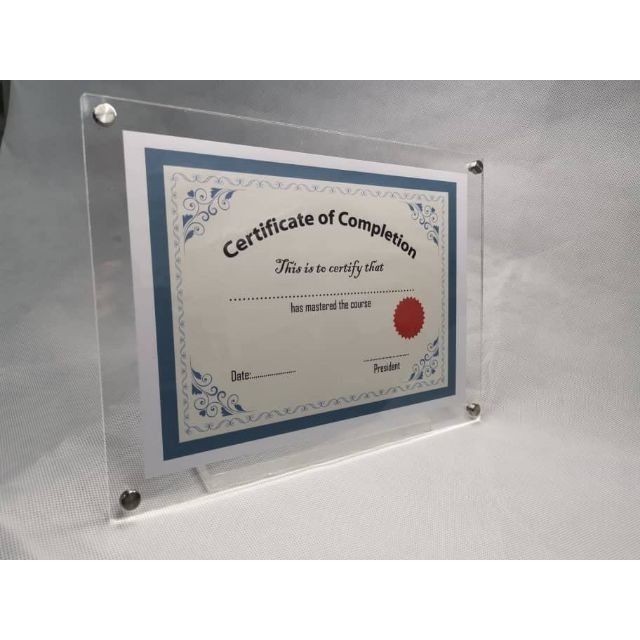 Certificate of Completion
This is to certify that
............................................
has mastered the course
Date:......................
..................
President